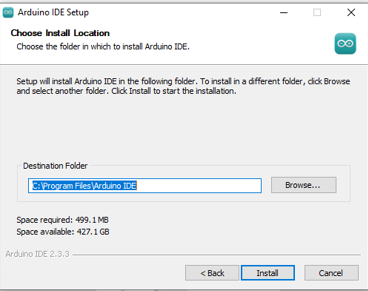 Arduino IDE Setup
Choose Install Location
Choose the folder in which to install Arduino IDE.
Setup will install Arduino IDE in the following folder. To install in a different folder, click Browse
and select another folder. Click Install to start the installation.
Destination Folder
C:\Program Files\Arduino IDE
Browse...
Space required: 499.1 MB
Space available: 427.1 GB
Arduino IDE 2.3.3
< Back
Install
Cancel